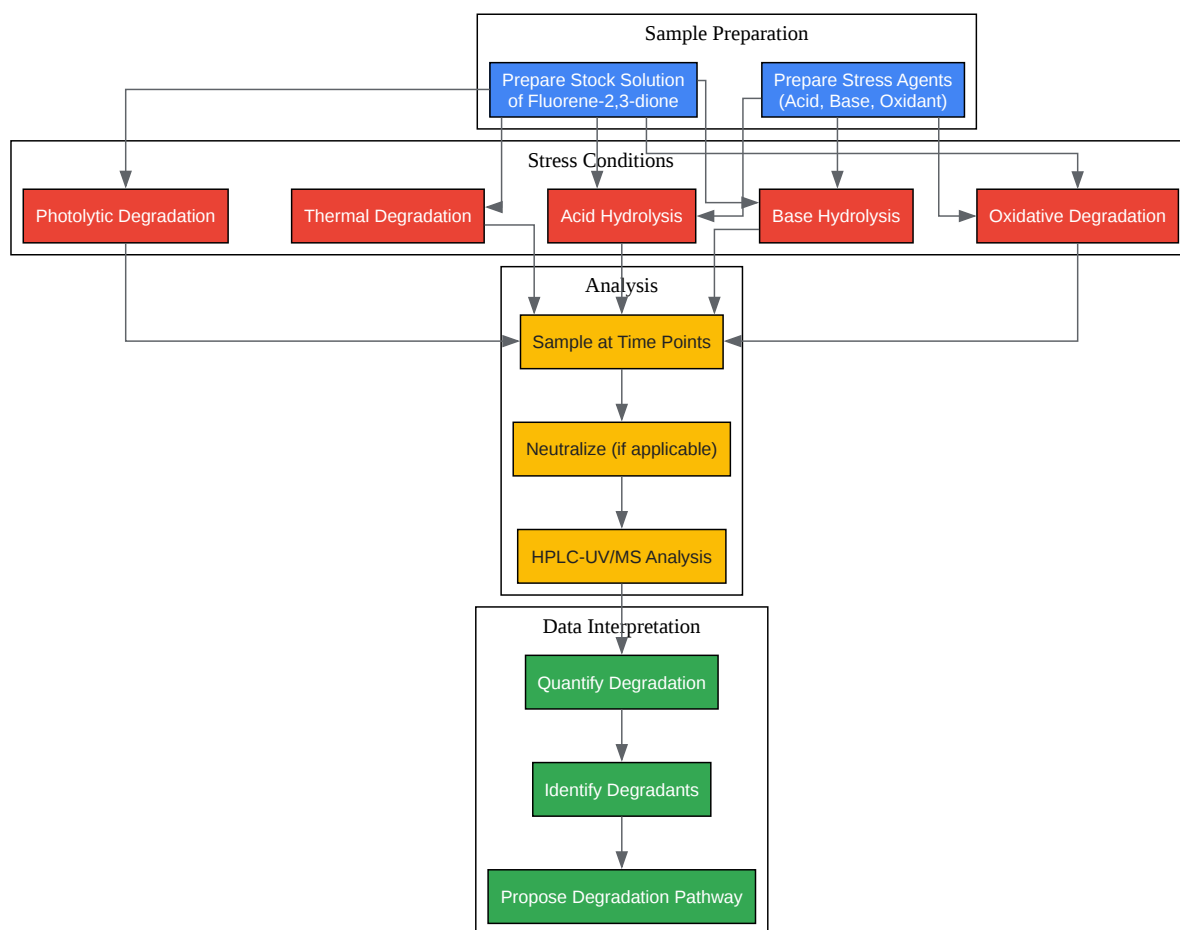 Sample Preparation
Prepare Stock Solution
of Fluorene-2,3-dione
Prepare Stress Agents
(Acid, Base, Oxidant)
Stress Conditions
Photolytic Degradation
Thermal Degradation
Acid Hydrolysis
Base Hydrolysis
Oxidative Degradation
Analysis
Sample at Time Points
Neutralize (if applicable)
HPLC-UV/MS Analysis
Data Interpretation
Quantify Degradation
Identify Degradants
Propose Degradation Pathway